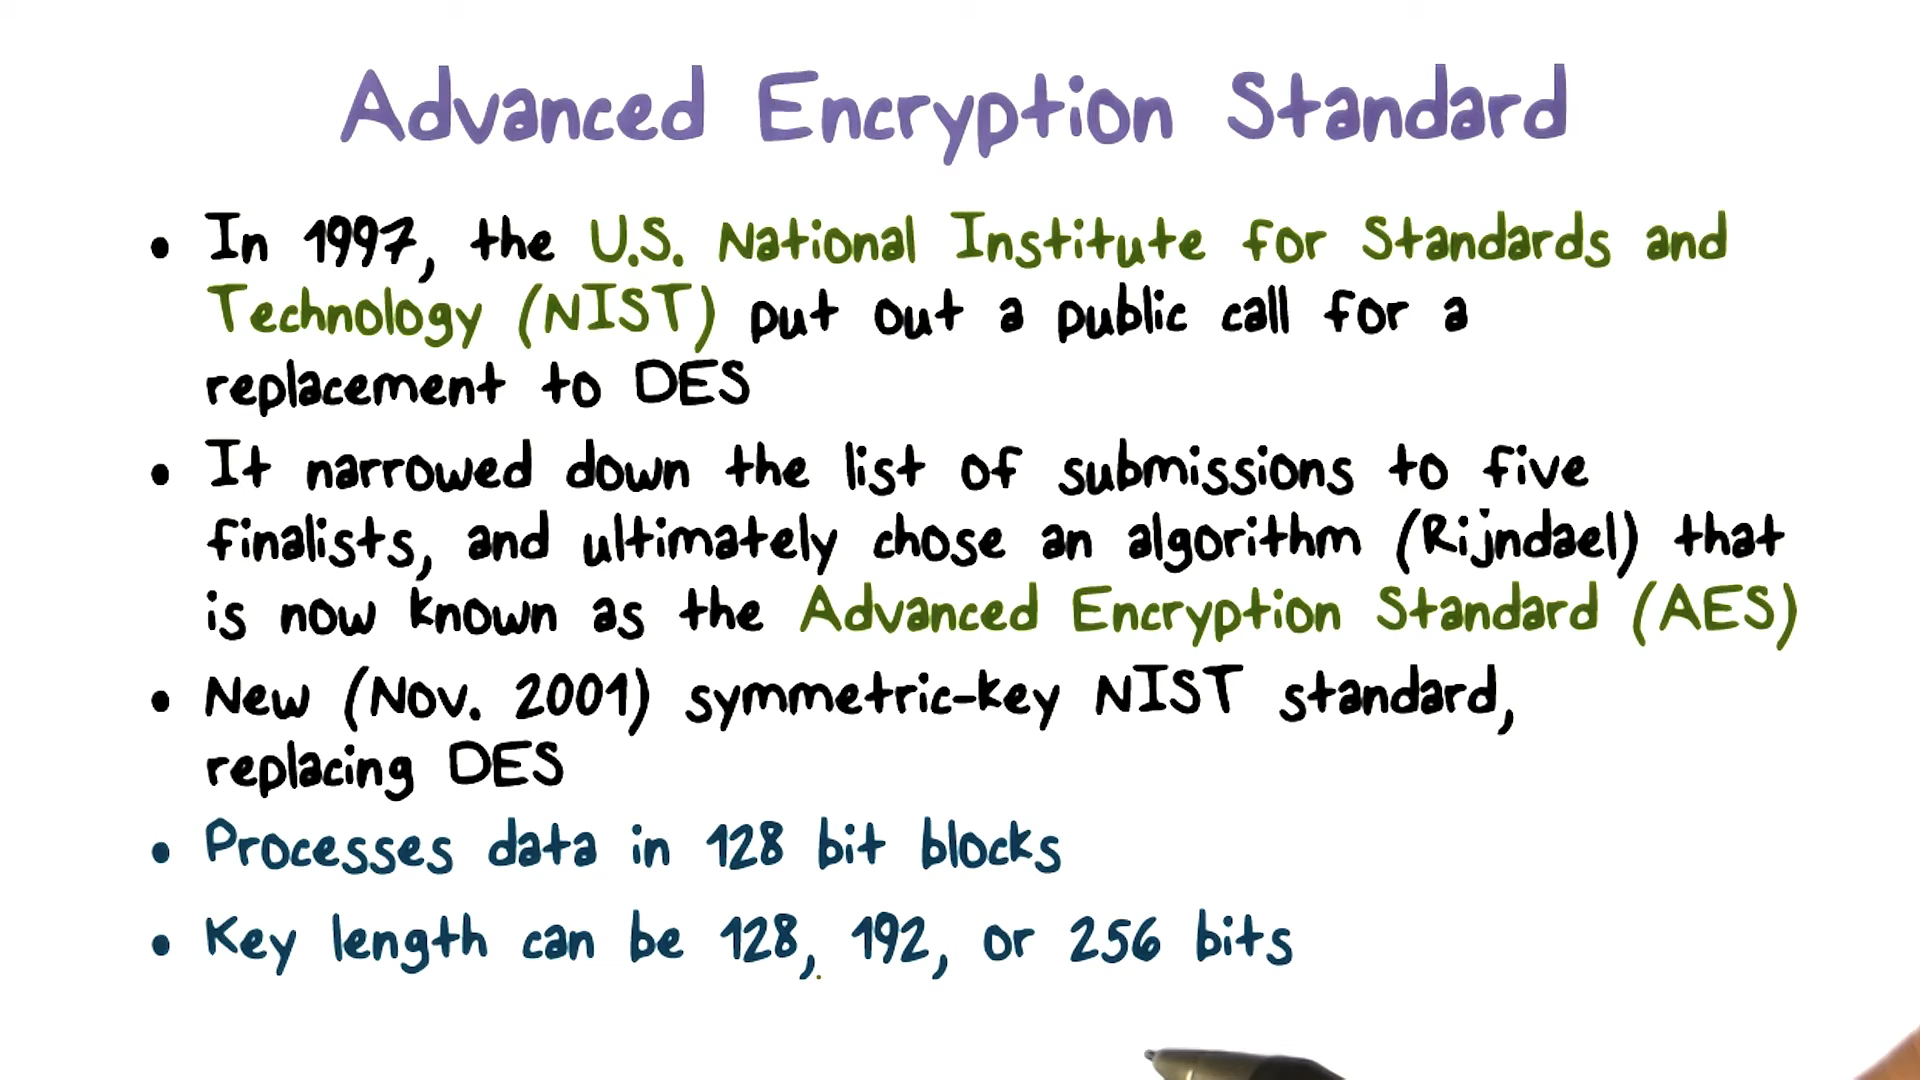 Advanced Encryption Standard
• In 1997, the U.S. National Institute for Standards and
Technology (NIST) put out a public call for a
replacement to DES
• It narrowed down the list of submissions to five
finalists, and ultimately chose an algorithm (Rijndael) that
is now known as the Advanced Encryption Standard (AES)
• New (Nov. 2001) symmetric-key NIST standard,
replacing DES
• Processes data in 128 bit blocks
• Key length can be 128, 192, or 256 bits